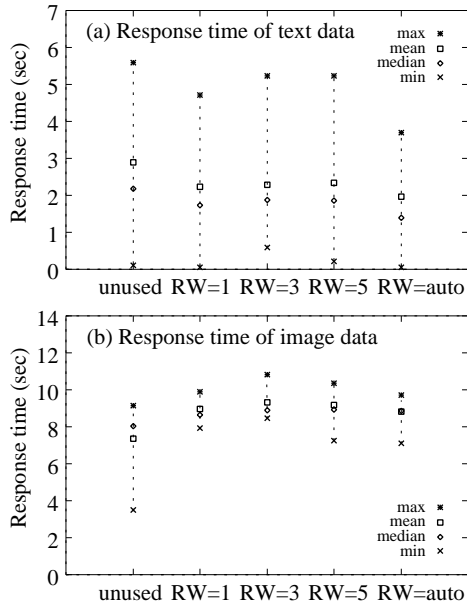 (a) Response time of text data
max
mean
median
min
Response time (sec)
7
6
5
4
3
2
1
0
unused RW=1 RW=3 RW=5 RW=auto
(b) Response time of image data
Response time (sec)
14
12
10
8
6
4
2
0
max
mean
median
min
unused RW=1 RW=3 RW=5 RW=auto